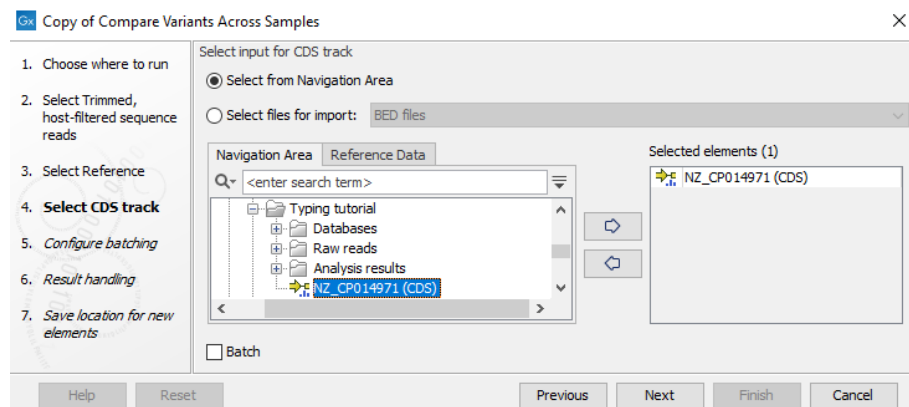 Gx Copy of Compare Variants Across Samples
1. Choose where to run
2. Select Trimmed,
host-filtered sequence
reads
3. Select Reference
4. Select CDS track
5. Configure batching
6. Result handling
7. Save location for new
elements
Select input for CDS track
Select from Navigation Area
Select files for import: BED files
Navigation Area Reference Data
<enter search term>
Typing tutorial
Databases
Raw reads
Analysis results
NZ_CP014971 (CDS)
Selected elements (1)
NZ_CP014971 (CDS)
Batch
Help Reset Previous Next Finish Cancel